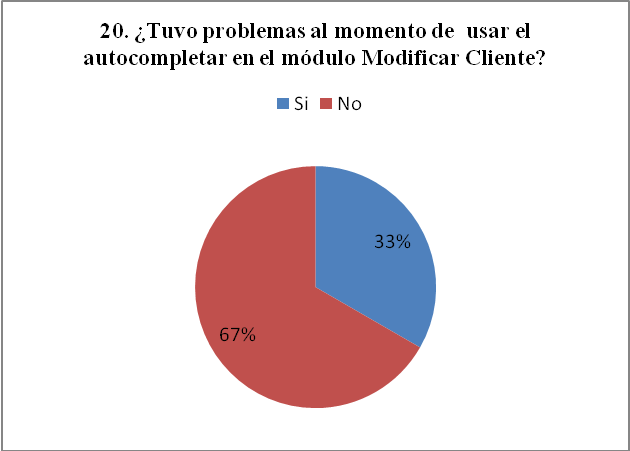 20. ¿Tuvo problemas al momento de  usar el
autocompletar en el módulo Modificar Cliente?
Si No
33%
67%